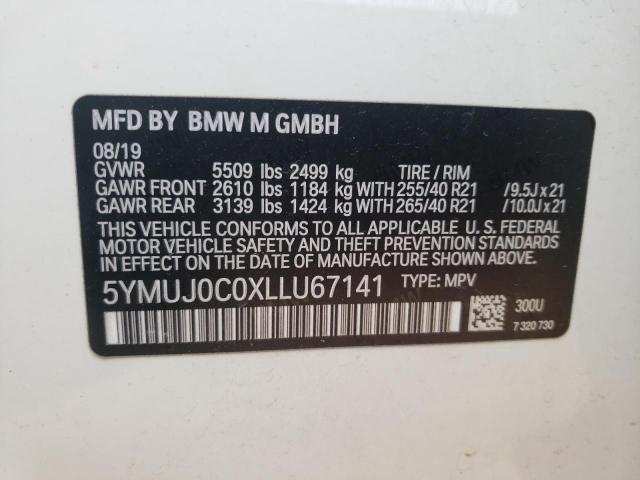 MFD BY BMW M GMBH
08/19
GVWR 5509 lbs 2499 kg TIRE / RIM
GAWR FRONT 2610 lbs 1184 kg WITH 255/40 R21 /9.5J x 21
GAWR REAR 3139 lbs 1424 kg WITH 265/40 R21 /10.0J x 21
THIS VEHICLE CONFORMS TO ALL APPLICABLE U. S. FEDERAL
MOTOR VEHICLE SAFETY AND THEFT PREVENTION STANDARDS
IN EFFECT ON THE DATE OF MANUFACTURE SHOWN ABOVE.
5YMUJ0C0XLLU67141 TYPE: MPV
300U
7 320 730